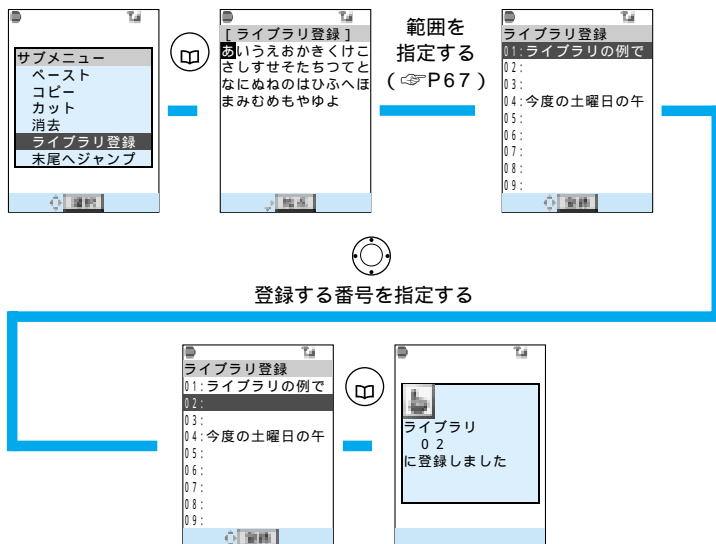 サブメニュー
ペースト
コピー
カット
消去
ライブラリ登録
末尾へジャンプ
選択
[ライブラリ登録]
あいうえおかきくけこ
さしすせそたちつてと
なにぬねのはひふへほ
まみむめもやゆよ
始点
範囲を
指定する
(☞P67)
ライブラリ登録
01:ライブラリの例で
02:
03:
04:今度の土曜日の午
05:
06:
07:
08:
09:
登録
登録する番号を指定する
ライブラリ登録
01:ライブラリの例で
02:
03:
04:今度の土曜日の午
05:
06:
07:
08:
09:
登録
ライブラリ
02
に登録しました